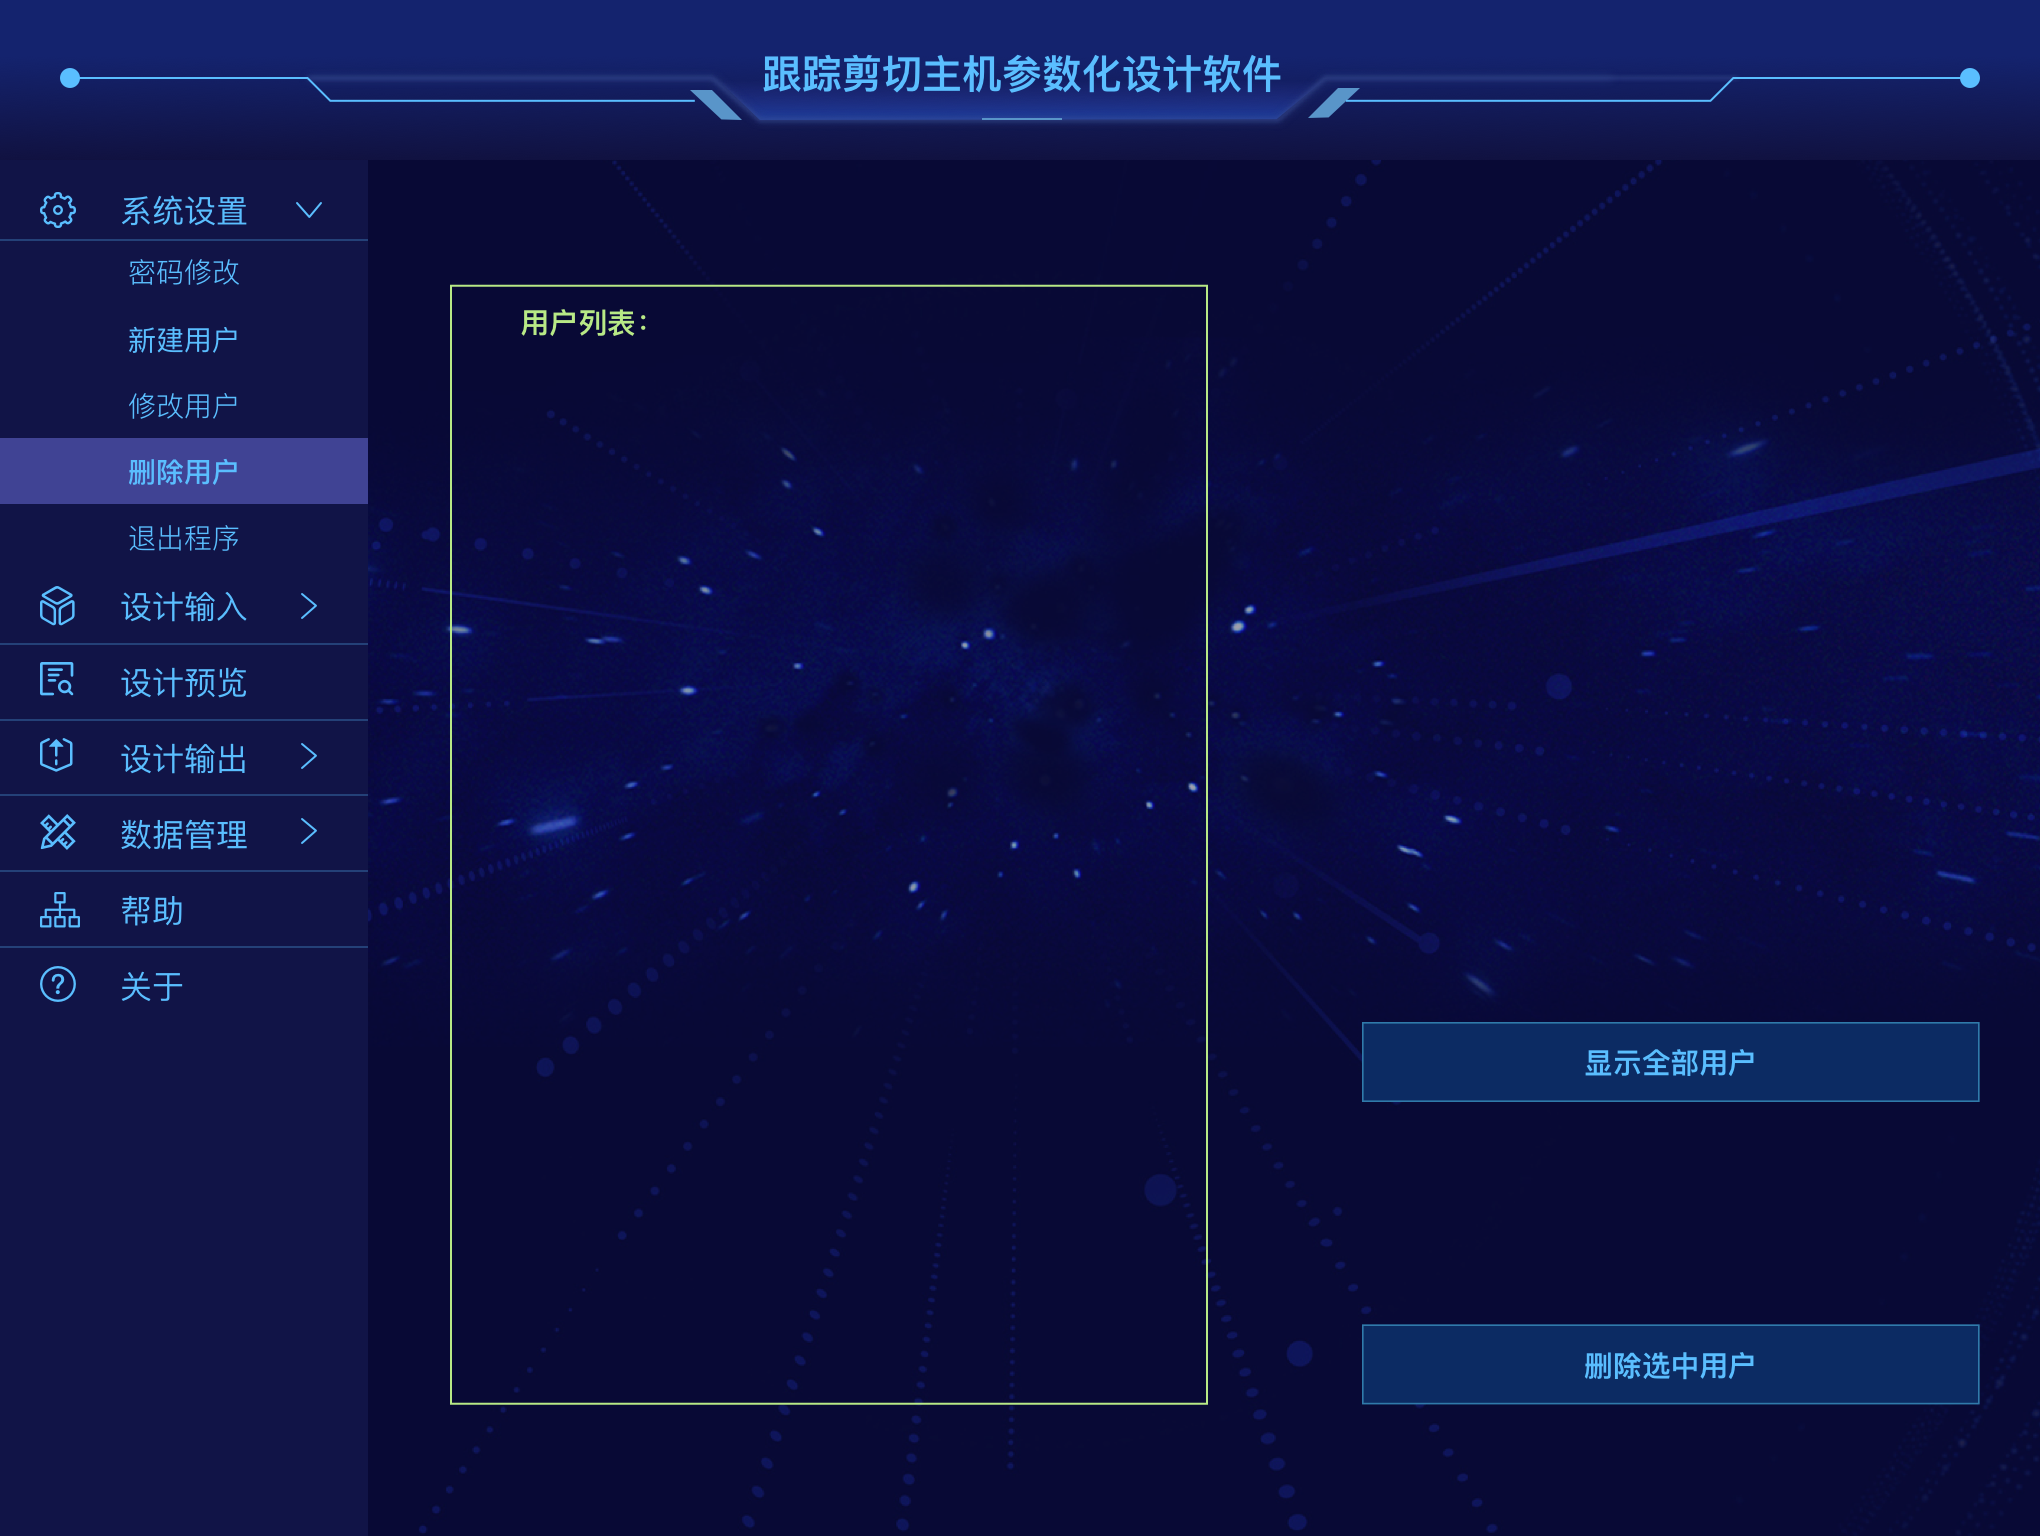 跟踪剪切主机参数化设计软件
系统设置
密码修改
新建用户
修改用户
删除用户
退出程序
设计输入
设计预览
设计输出
数据管理
帮助
关于
用户列表：
显示全部用户
删除选中用户